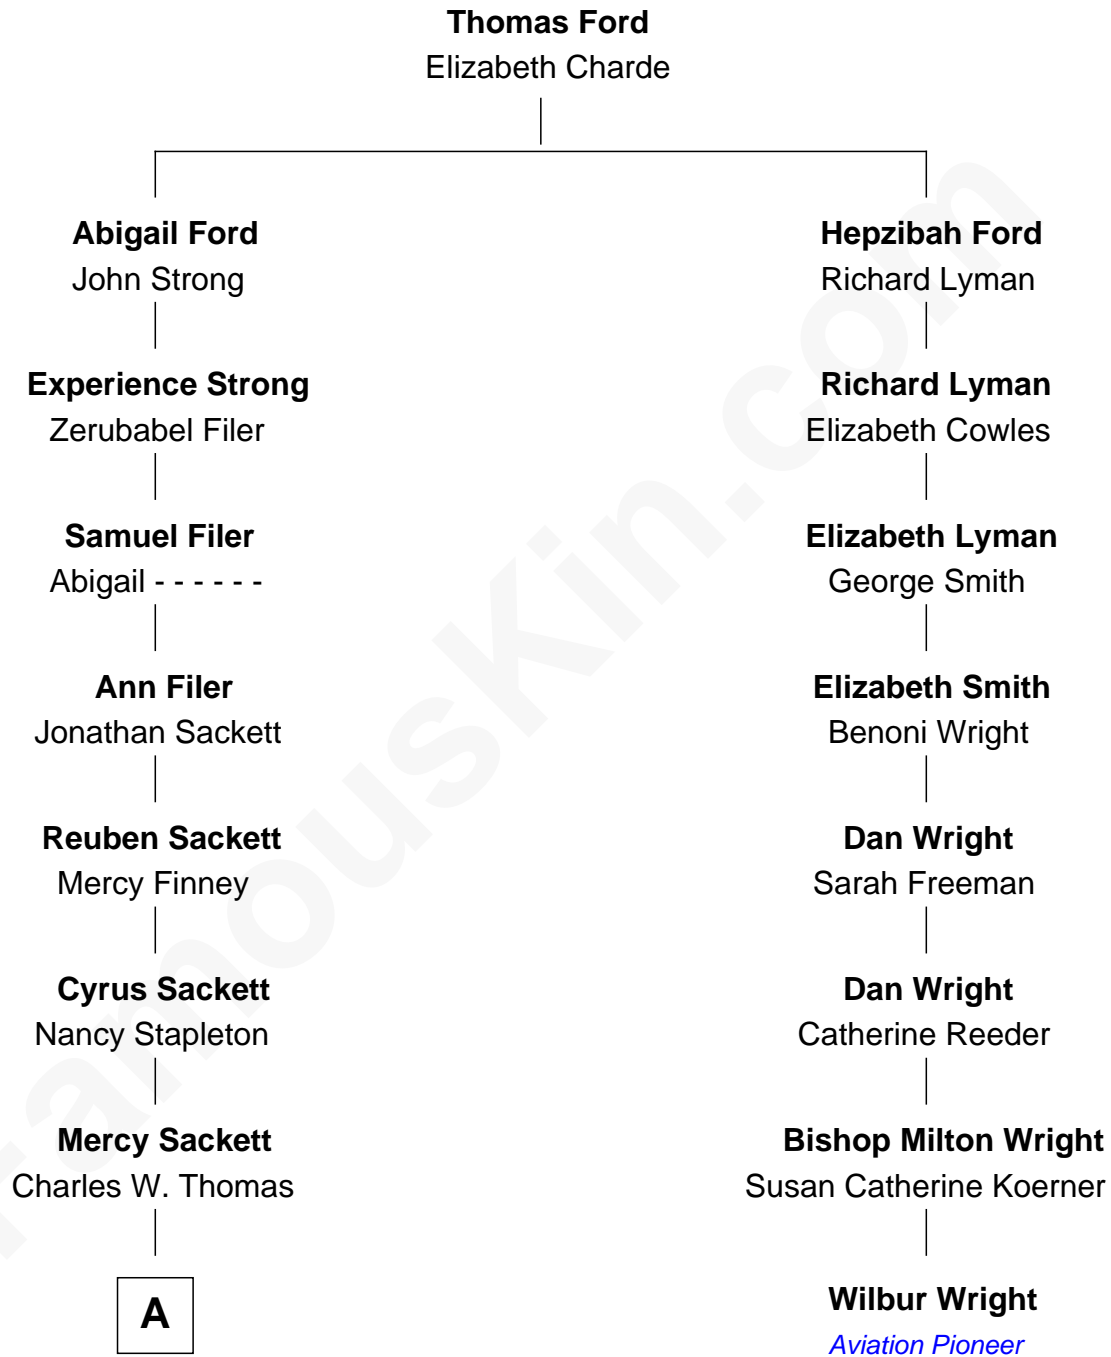 Thomas Ford
Elizabeth Charde
Abigail Ford
John Strong
Hepzibah Ford
Richard Lyman
Experience Strong
Zerubabel Filer
Richard Lyman
Elizabeth Cowles
Samuel Filer
Abigail - - - - - -
Elizabeth Lyman
George Smith
Ann Filer
Jonathan Sackett
Elizabeth Smith
Benoni Wright
Reuben Sackett
Mercy Finney
Dan Wright
Sarah Freeman
Cyrus Sackett
Nancy Stapleton
Dan Wright
Catherine Reeder
Mercy Sackett
Charles W. Thomas
Bishop Milton Wright
Susan Catherine Koerner
A
Wilbur Wright
Aviation Pioneer
FamousKin.com